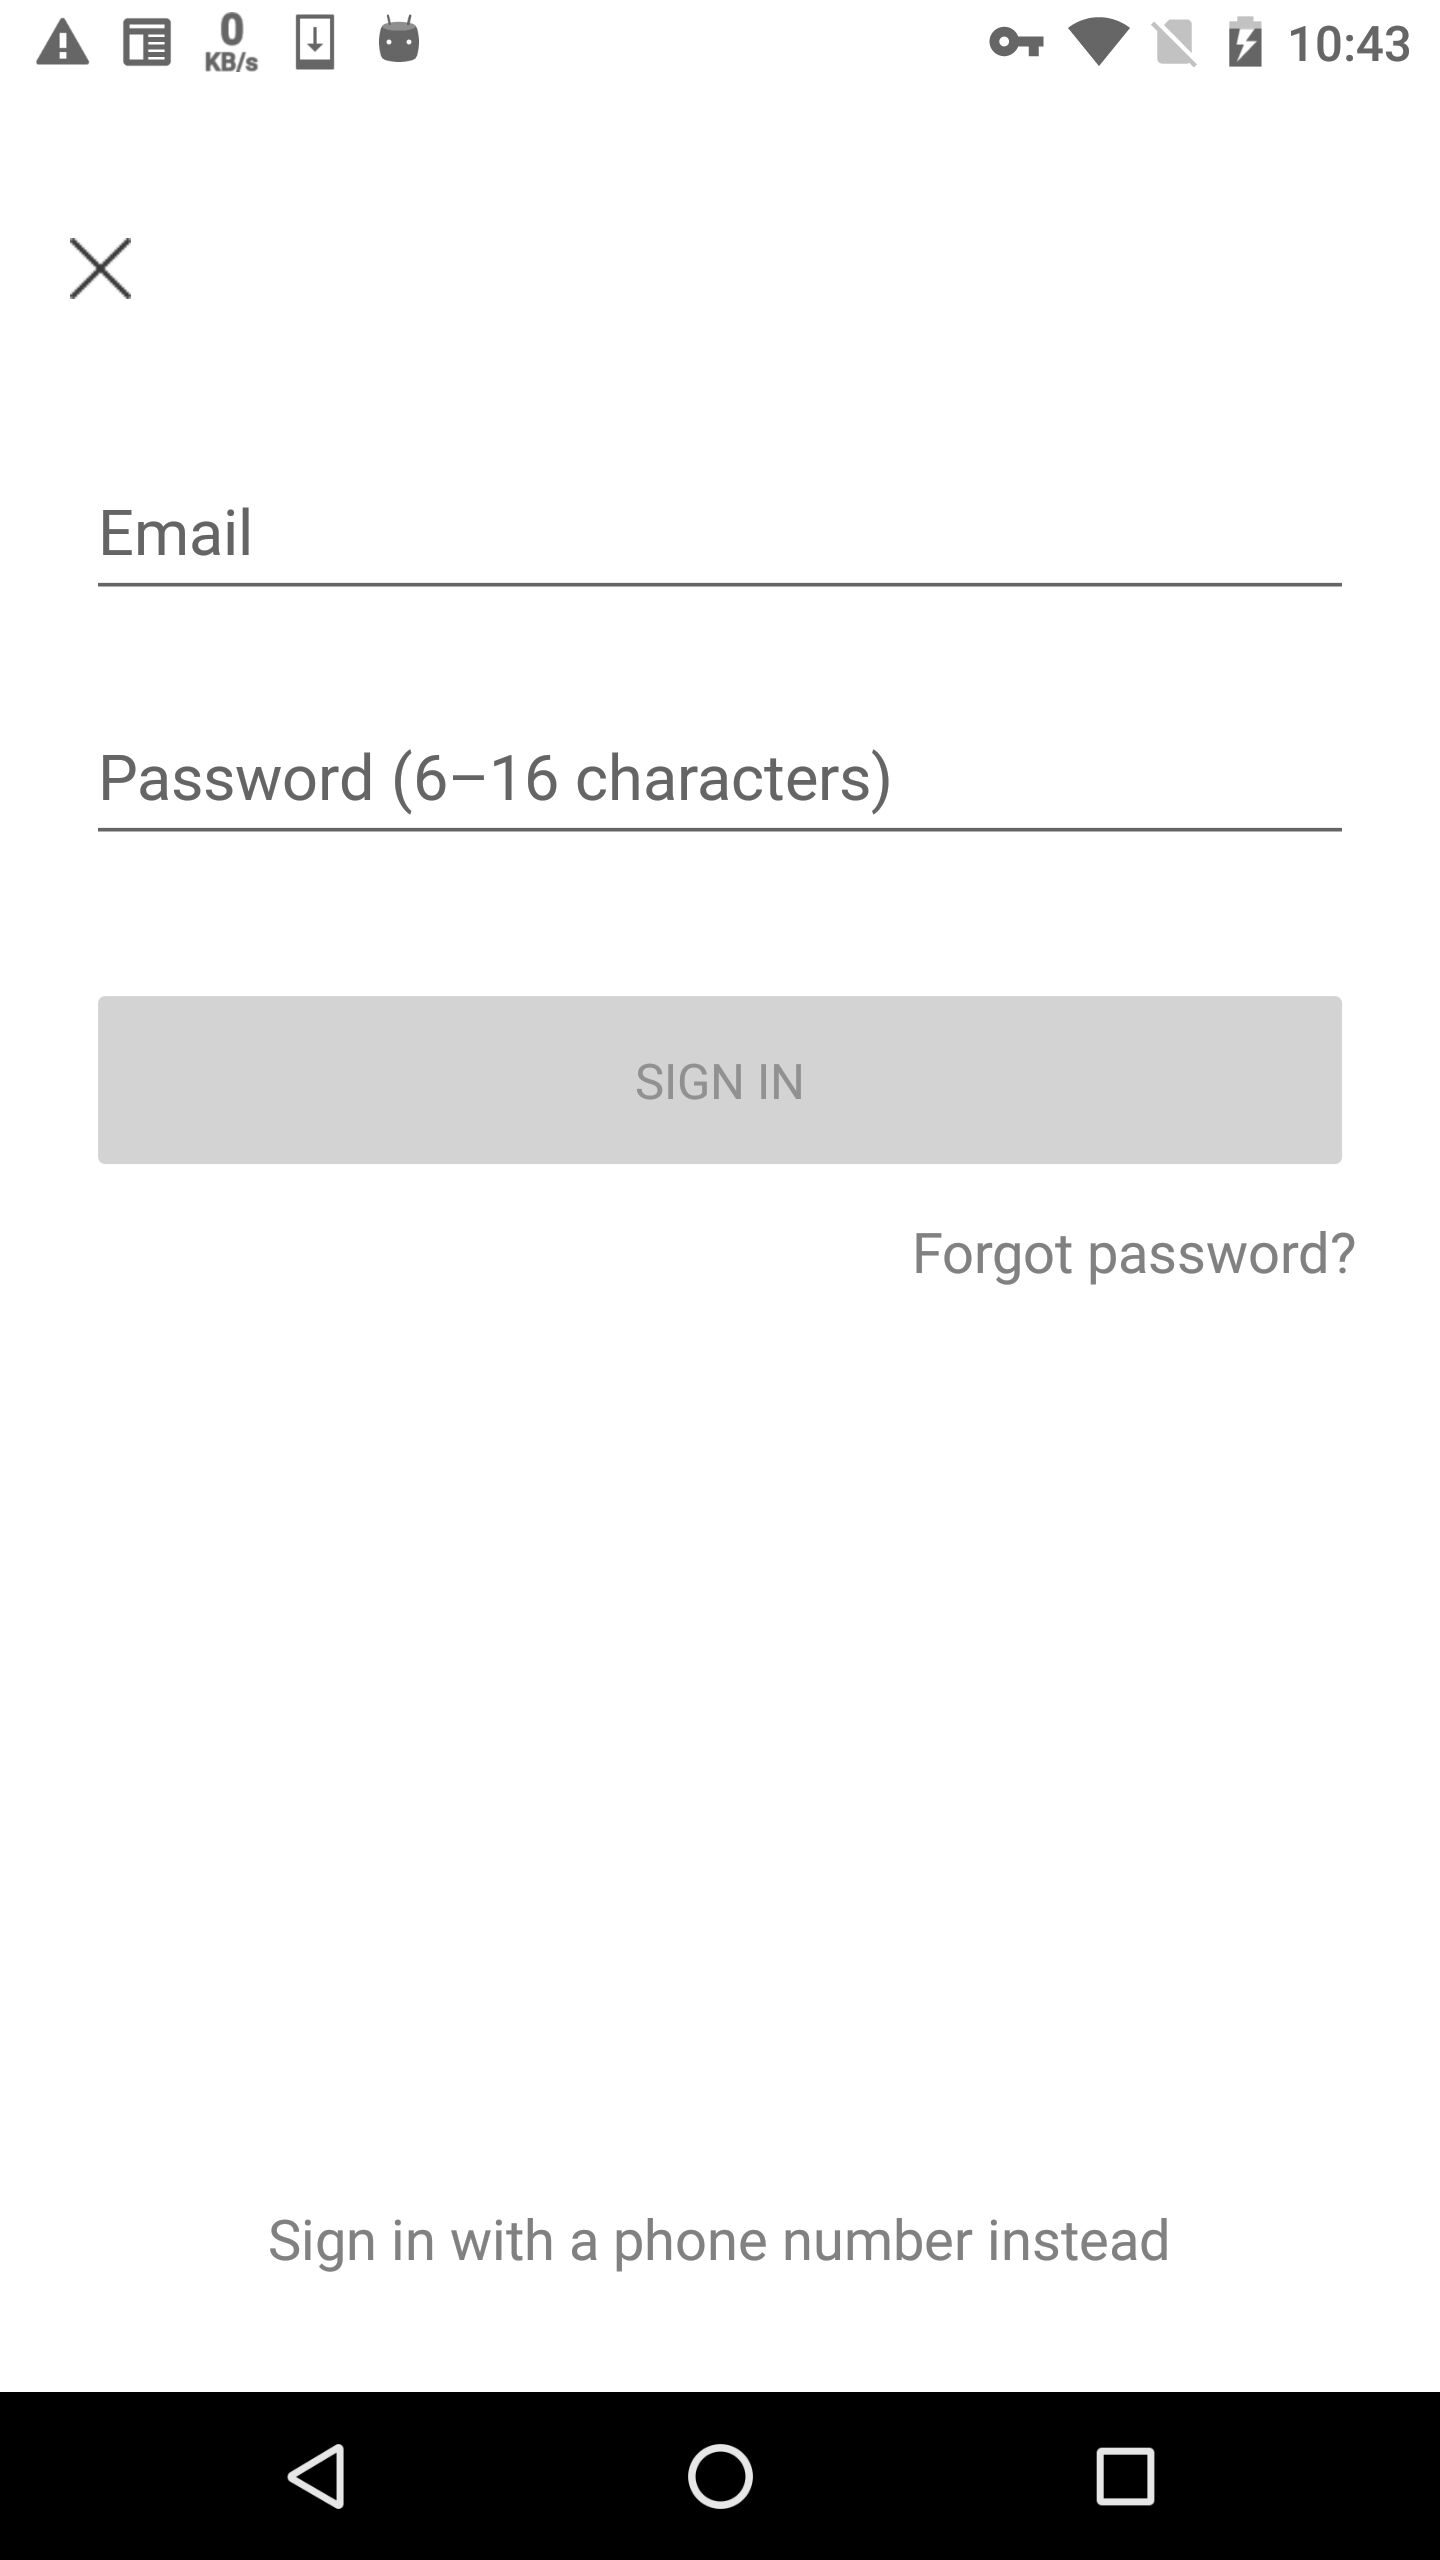 0
KB/s
10:43
Email
Password (6–16 characters)
SIGN IN
Forgot password?
Sign in with a phone number instead